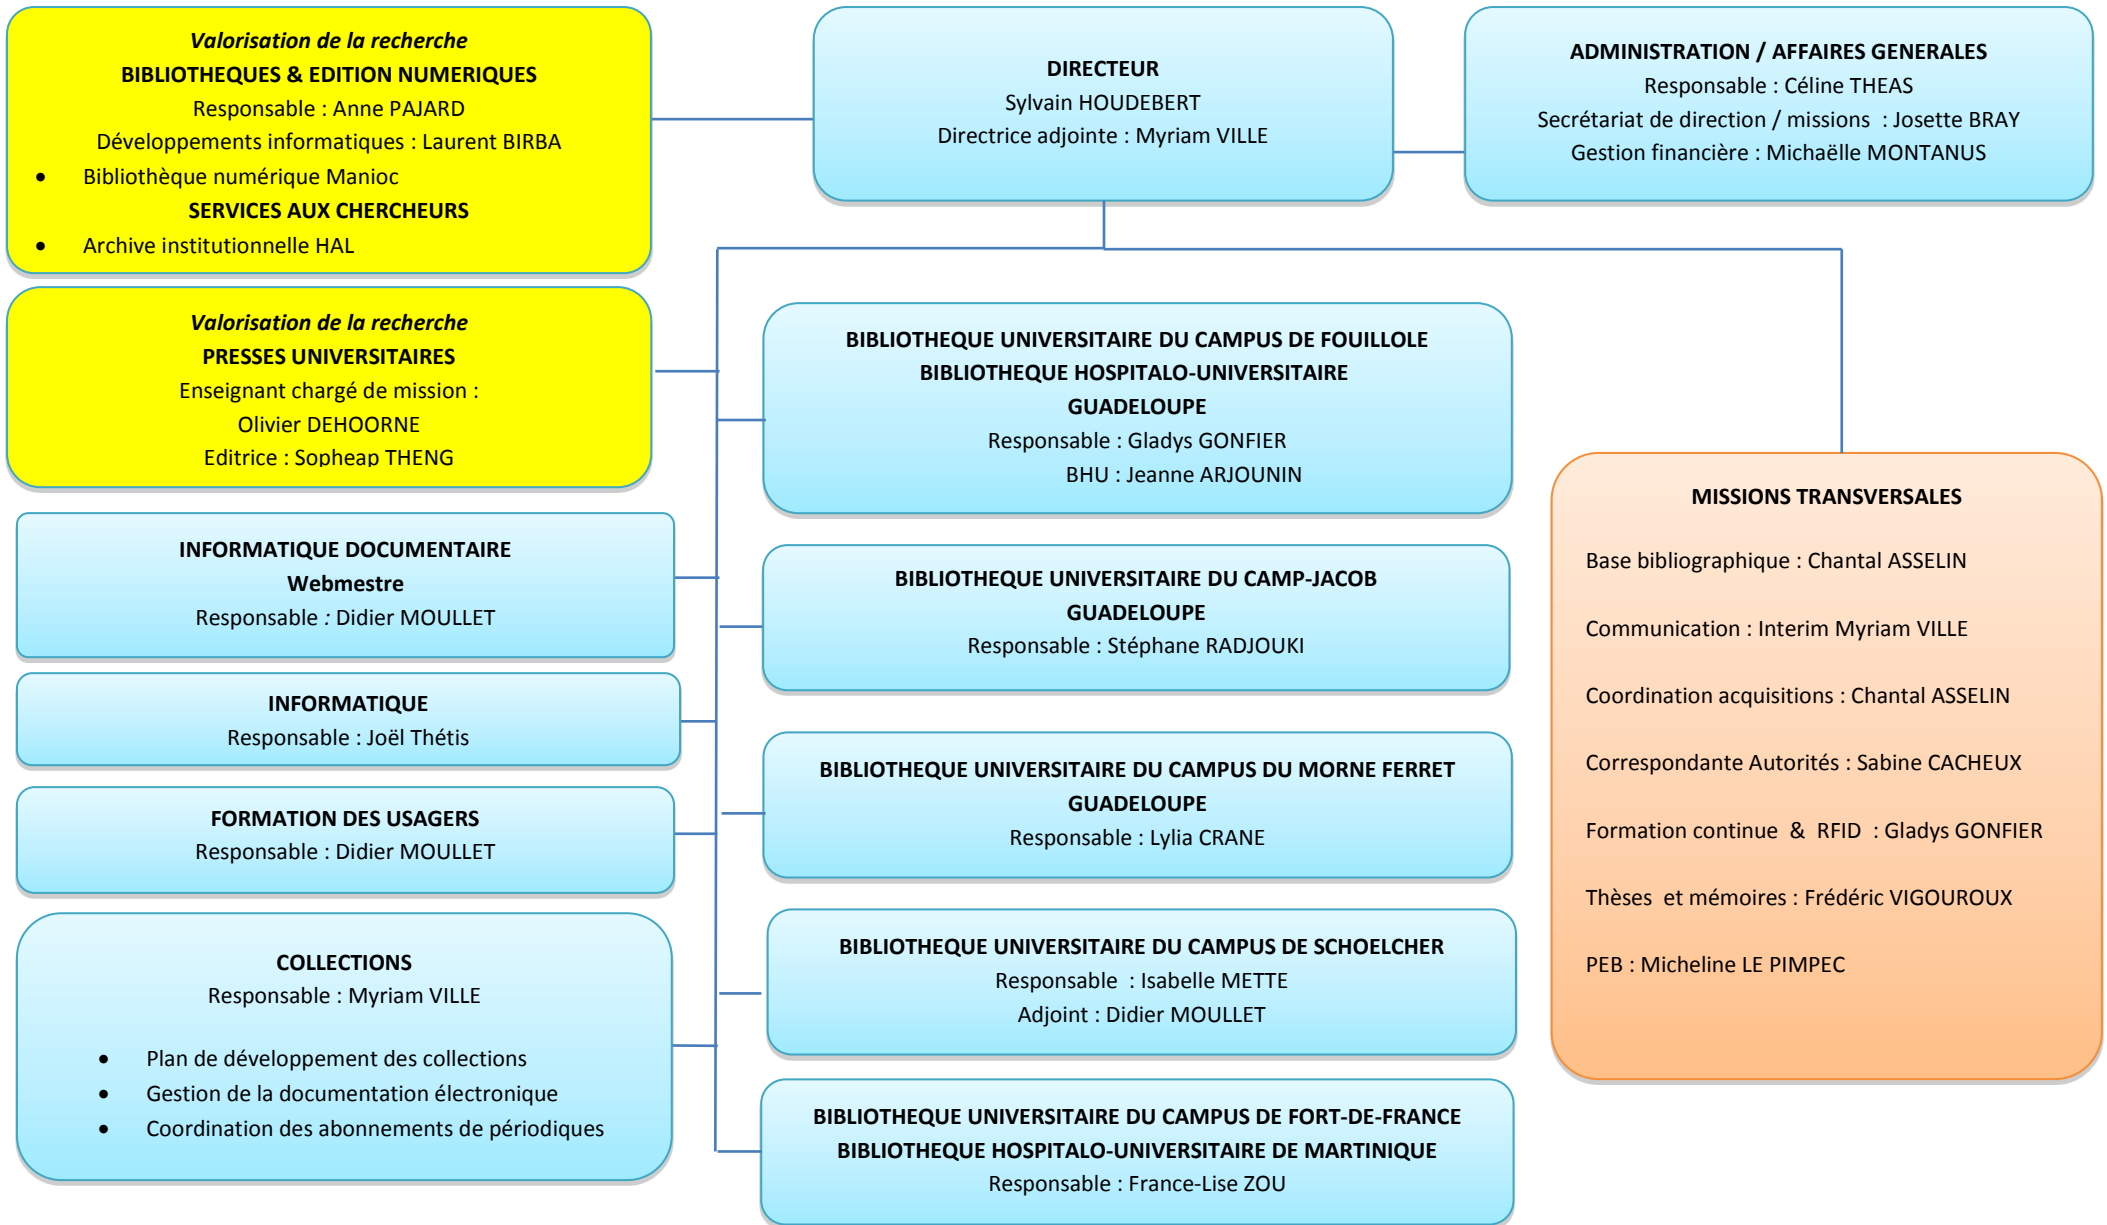 Valorisation de la recherche
BIBLIOTHEQUES & EDITION NUMERIQUES
Responsable : Anne PAJARD
Développements informatiques : Laurent BIRBA
• Bibliothèque numérique Manioc
SERVICES AUX CHERCHEURS
• Archive institutionnelle HAL
DIRECTEUR
Sylvain HOUDEBERT
Directrice adjointe : Myriam VILLE
ADMINISTRATION / AFFAIRES GENERALES
Responsable : Céline THEAS
Secrétariat de direction / missions : Josette BRAY
Gestion financière : Michaëlle MONTANUS
Valorisation de la recherche
PRESSES UNIVERSITAIRES
Enseignant chargé de mission :
Olivier DEHOORNE
Editrice : Sopheap THENG
INFORMATIQUE DOCUMENTAIRE
Webmestre
Responsable : Didier MOULLET
INFORMATIQUE
Responsable : Joël Thétis
FORMATION DES USAGERS
Responsable : Didier MOULLET
COLLECTIONS
Responsable : Myriam VILLE
• Plan de développement des collections
• Gestion de la documentation électronique
• Coordination des abonnements de périodiques
BIBLIOTHEQUE UNIVERSITAIRE DU CAMPUS DE FOUILLOLE
BIBLIOTHEQUE HOSPITALO-UNIVERSITAIRE
GUADELOUPE
Responsable : Gladys GONFIER
BHU : Jeanne ARJOUNIN
BIBLIOTHEQUE UNIVERSITAIRE DU CAMP-JACOB
GUADELOUPE
Responsable : Stéphane RADJOUKI
BIBLIOTHEQUE UNIVERSITAIRE DU CAMPUS DU MORNE FERRET
GUADELOUPE
Responsable : Lylia CRANE
BIBLIOTHEQUE UNIVERSITAIRE DU CAMPUS DE SCHOELCHER
Responsable : Isabelle METTE
Adjoint : Didier MOULLET
BIBLIOTHEQUE UNIVERSITAIRE DU CAMPUS DE FORT-DE-FRANCE
BIBLIOTHEQUE HOSPITALO-UNIVERSITAIRE DE MARTINIQUE
Responsable : France-Lise ZOU
MISSIONS TRANSVERSALES
Base bibliographique : Chantal ASSELIN
Communication : Interim Myriam VILLE
Coordination acquisitions : Chantal ASSELIN
Correspondante Autorités : Sabine CACHEUX
Formation continue & RFID : Gladys GONFIER
Thèses et mémoires : Frédéric VIGOUROUX
PEB : Micheline LE PIMPEC